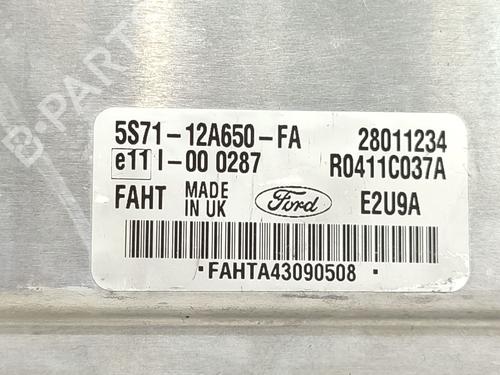 B-PARTS
5S71-12A650-FA 28011234
e11 I-00 0287 R0411C037A
FAHT MADE IN UK Ford E2U9A
FAHTA43090508